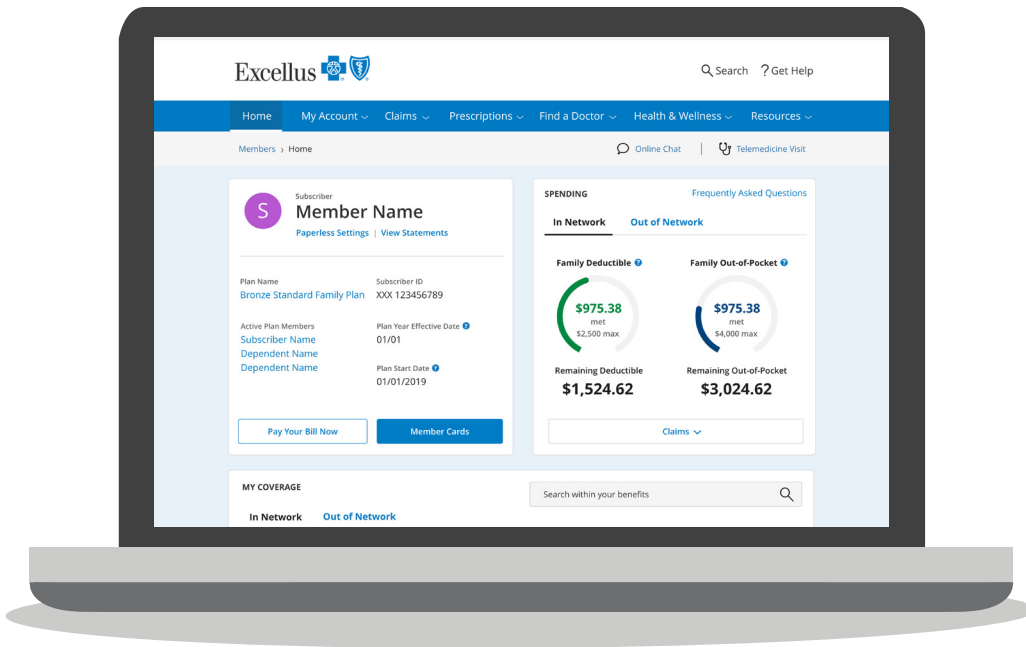 Excellus
Search ? Get Help
Home My Account Claims Prescriptions Find a Doctor Health & Wellness Resources
Members › Home
Online Chat | Telemedicine Visit
S
Subscriber
Member Name
Paperless Settings | View Statements
Plan Name
Bronze Standard Family Plan
Subscriber ID
XXX 123456789
Active Plan Members
Subscriber Name
Dependent Name
Dependent Name
Plan Year Effective Date ?
01/01
Plan Start Date ?
01/01/2019
Pay Your Bill Now
Member Cards
SPENDING
Frequently Asked Questions
In Network Out of Network
Family Deductible ?
$975.38
met
$2,500 max
Remaining Deductible
$1,524.62
Family Out-of-Pocket ?
$975.38
met
$4,000 max
Remaining Out-of-Pocket
$3,024.62
Claims
MY COVERAGE
Search within your benefits
In Network Out of Network